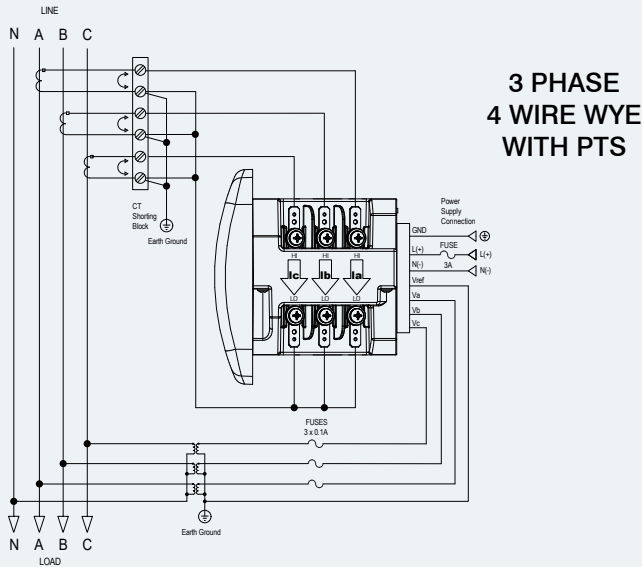 LINE
N A B C
3 PHASE
4 WIRE WYE
WITH PTS
CT
Shorting
Block
Earth Ground
Power
Supply
Connection
GND
L(+)
FUSE
L(+)
N(-)
3A
N(-)
Vref
Va
Vb
Vc
HI HI HI
Ic Ib Ia
LO LO LO
FUSES
3 x 0.1A
Earth Ground
N A B C
LOAD